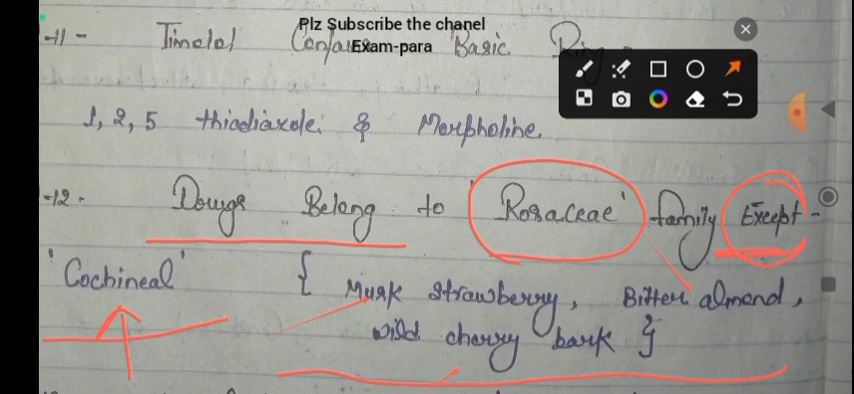 Plz Subscribe the chanel
Exam-para
-11 - Timolol Basic Ring -
1, 2, 5 thiadiazole & Morpholine.
-12 - Drugs Belong to 'Rosaceae' family Except -
'Cochineal' { Musk strawberry, Bitter almond,
wild cherry bark }